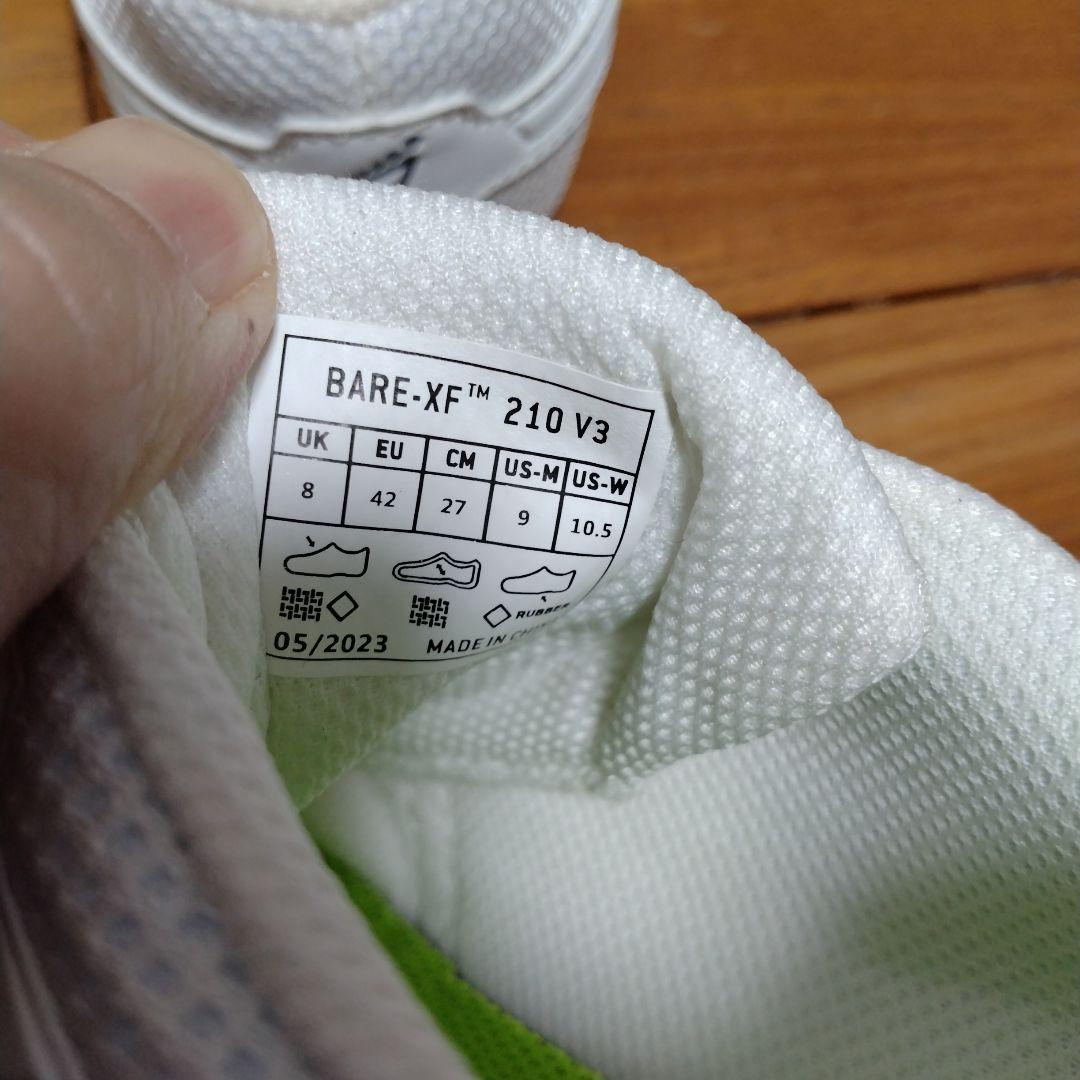 BARE-XF™ 210 V3
UK EU CM US-M US-W
8 42 27 9 10.5
RUBBER
05/2023 MADE IN